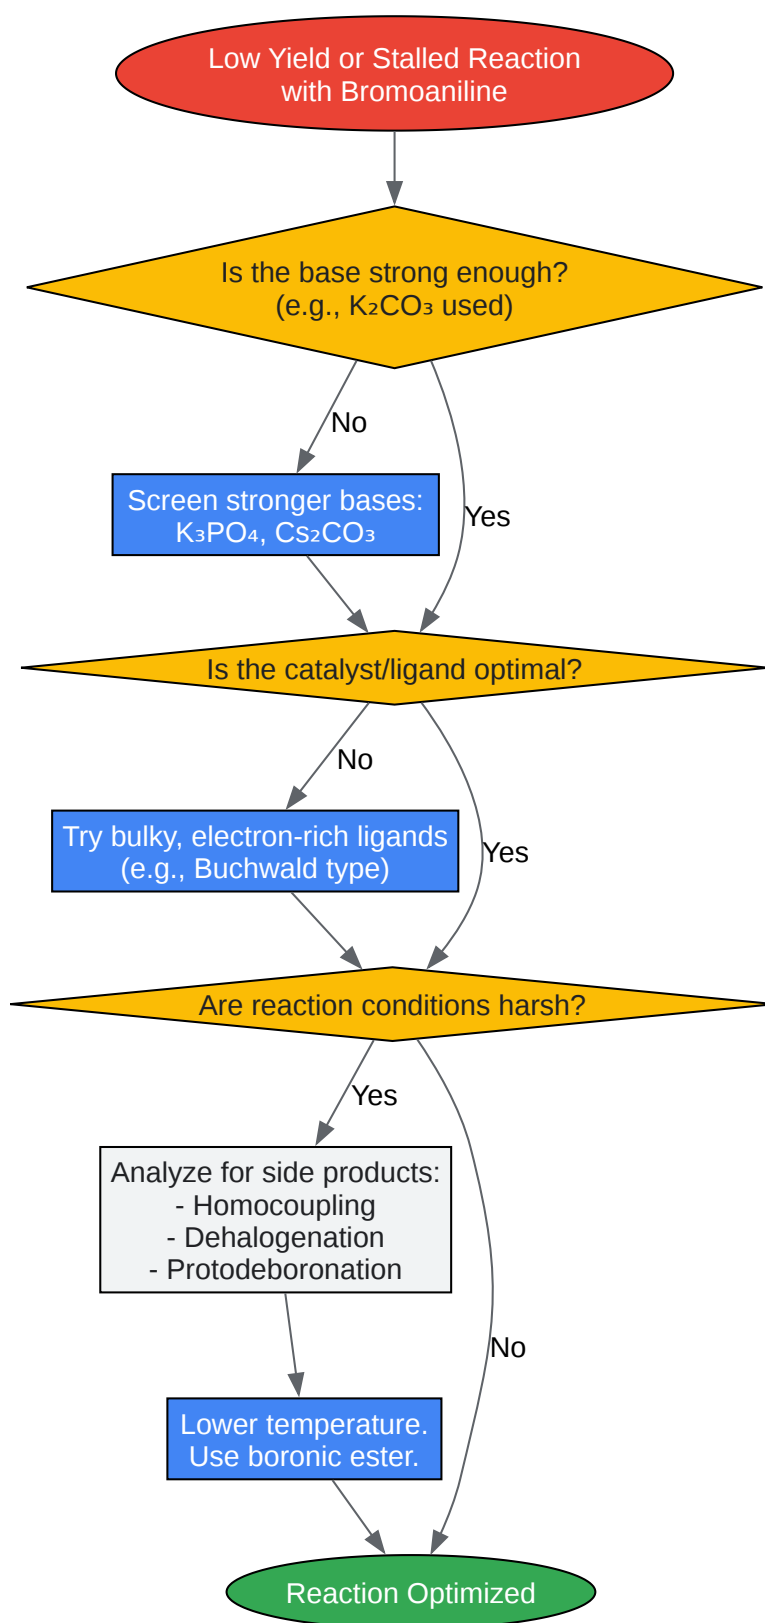 Low Yield or Stalled Reaction
with Bromoaniline
Is the base strong enough?
(e.g., K₂CO₃ used)
No
Screen stronger bases:
K₃PO₄, Cs₂CO₃
Yes
Is the catalyst/ligand optimal?
No
Try bulky, electron-rich ligands
(e.g., Buchwald type)
Yes
Are reaction conditions harsh?
Yes
Analyze for side products:
- Homocoupling
- Dehalogenation
- Protodeboronation
No
Lower temperature.
Use boronic ester.
Reaction Optimized